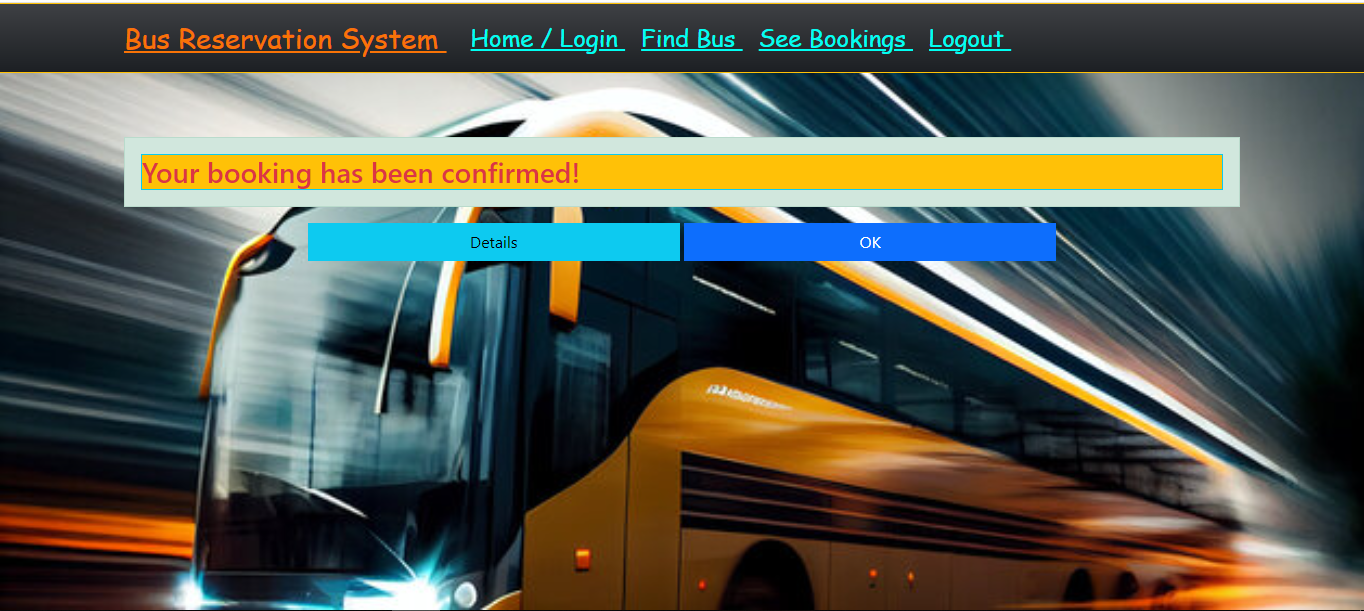 Bus Reservation System Home / Login Find Bus See Bookings Logout
Your booking has been confirmed!
Details OK